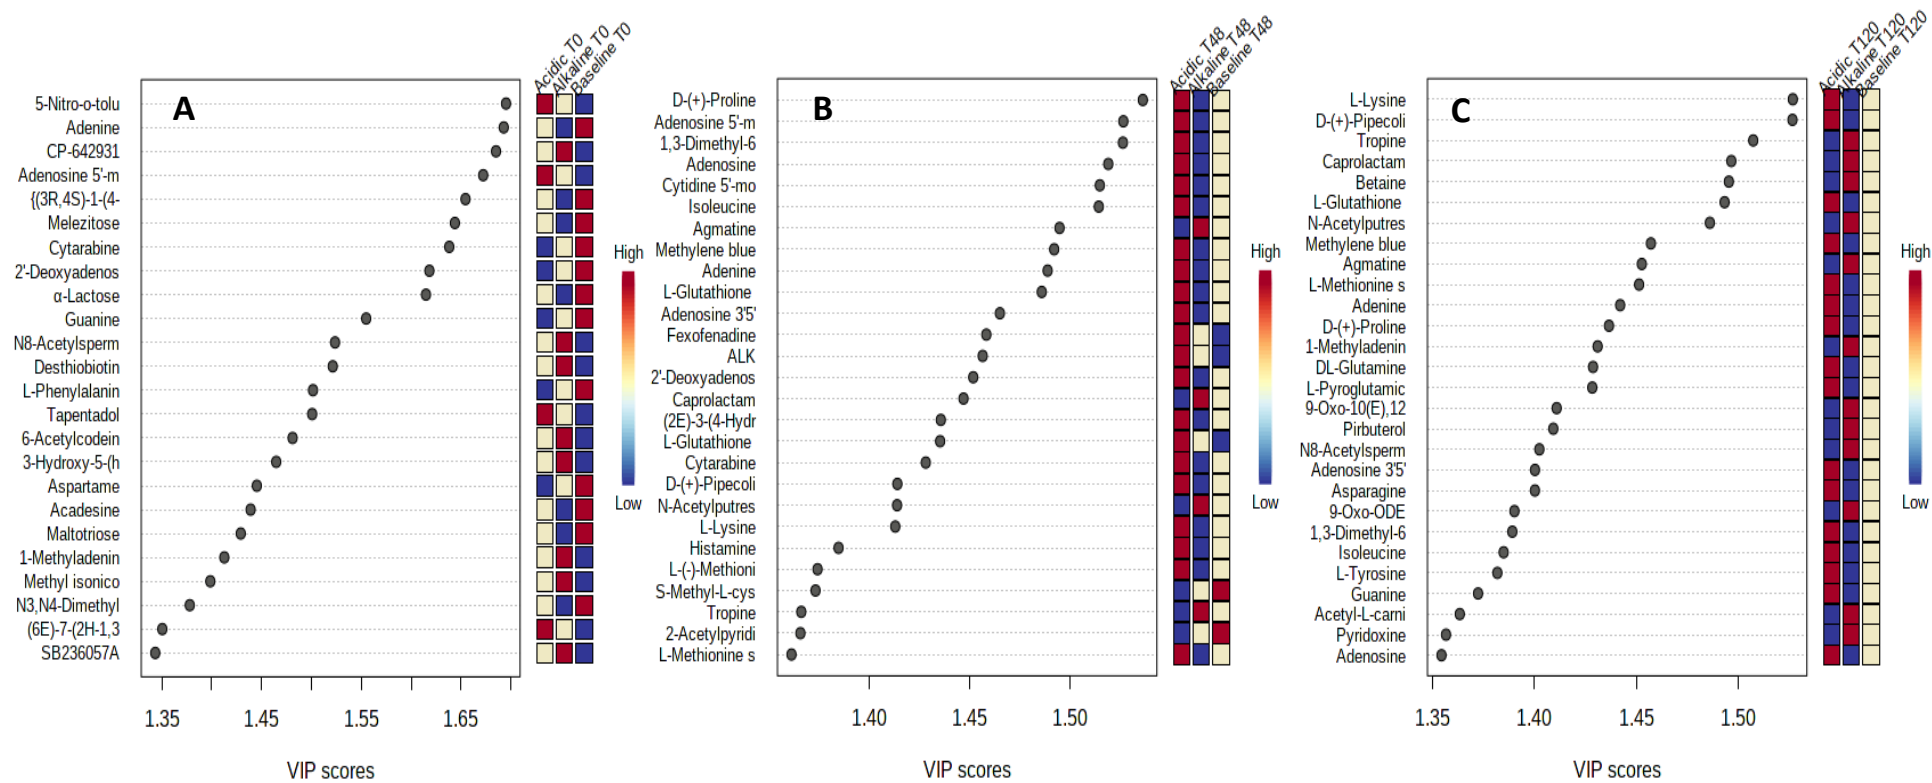 A
Acidic T0
Alkaline T0
Baseline T0
5-Nitro-o-tolu
Adenine
CP-642931
Adenosine 5'-m
{(3R,4S)-1-(4-
Melezitose
Cytarabine
2'-Deoxyadenos
α-Lactose
Guanine
N8-Acetylsperm
Desthiobiotin
L-Phenylalanin
Tapentadol
6-Acetylcodein
3-Hydroxy-5-(h
Aspartame
Acadesine
Maltotriose
1-Methyladenin
Methyl isonico
N3,N4-Dimethyl
(6E)-7-(2H-1,3
SB236057A
1.35 1.45 1.55 1.65
VIP scores
High
Low
B
Acidic T48
Alkaline T48
Baseline T48
D-(+)-Proline
Adenosine 5'-m
1,3-Dimethyl-6
Adenosine
Cytidine 5'-mo
Isoleucine
Agmatine
Methylene blue
Adenine
L-Glutathione
Adenosine 3'5'
Fexofenadine
ALK
2'-Deoxyadenos
Caprolactam
(2E)-3-(4-Hydr
L-Glutathione
Cytarabine
D-(+)-Pipecoli
N-Acetylputres
L-Lysine
Histamine
L-(-)-Methioni
S-Methyl-L-cys
Tropine
2-Acetylpyridi
L-Methionine s
1.40 1.45 1.50
VIP scores
High
Low
C
Acidic T120
Alkaline T120
Baseline T120
L-Lysine
D-(+)-Pipecoli
Tropine
Caprolactam
Betaine
L-Glutathione
N-Acetylputres
Methylene blue
Agmatine
L-Methionine s
Adenine
D-(+)-Proline
1-Methyladenin
DL-Glutamine
L-Pyroglutamic
9-Oxo-10(E),12
Pirbuterol
N8-Acetylsperm
Adenosine 3'5'
Asparagine
9-Oxo-ODE
1,3-Dimethyl-6
Isoleucine
L-Tyrosine
Guanine
Acetyl-L-carni
Pyridoxine
Adenosine
1.35 1.40 1.45 1.50
VIP scores
High
Low